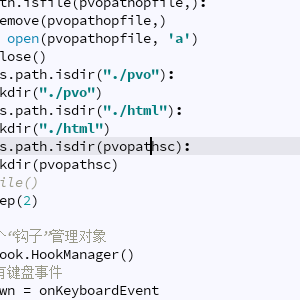 th.isfile(pvopathopfile,):
move(pvopathopfile,)
open(pvopathopfile, 'a')
lose()
s.path.isdir("./pvo"):
kdir("./pvo")
s.path.isdir("./html"):
kdir("./html")
s.path.isdir(pvopathsc):
kdir(pvopathsc)
ile()
ep(2)
个“钩子”管理对象
ook.HookManager()
有键盘事件
wn = onKeyboardEvent